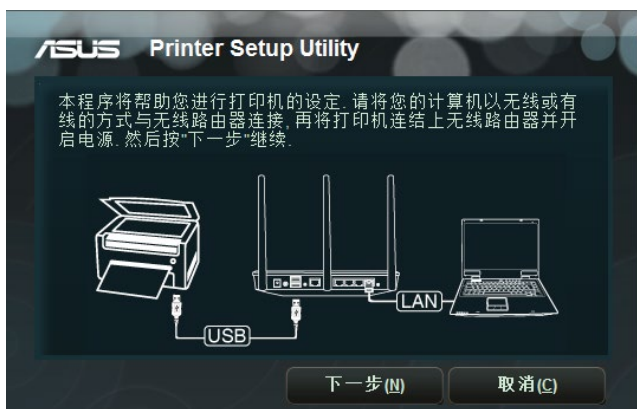 ASUS Printer Setup Utility
本程序将帮助您进行打印机的设定. 请将您的计算机以无线或有
线的方式与无线路由器连接, 再将打印机连结上无线路由器并开
启电源. 然后按"下一步"继续.
LAN
USB
下一步(N) 取消(C)